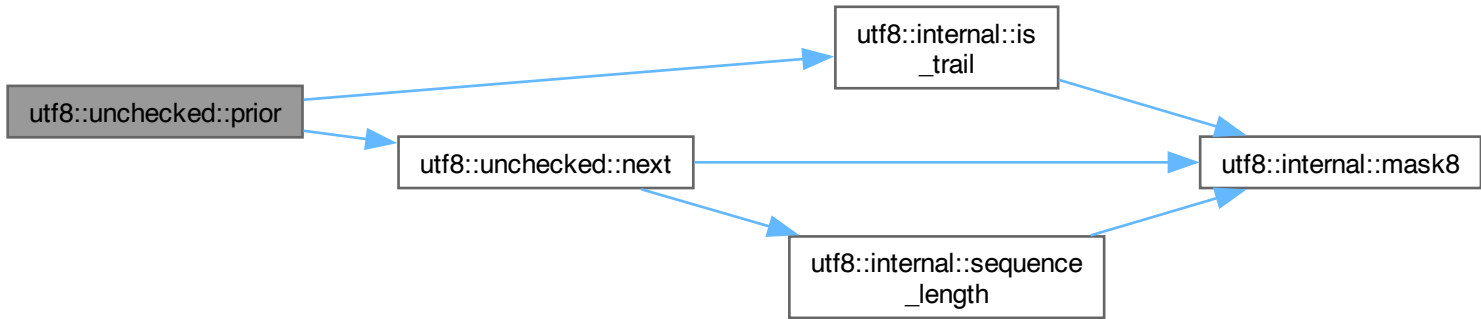 utf8::internal::is
_trail
utf8::unchecked::prior
utf8::unchecked::next
utf8::internal::mask8
utf8::internal::sequence
_length